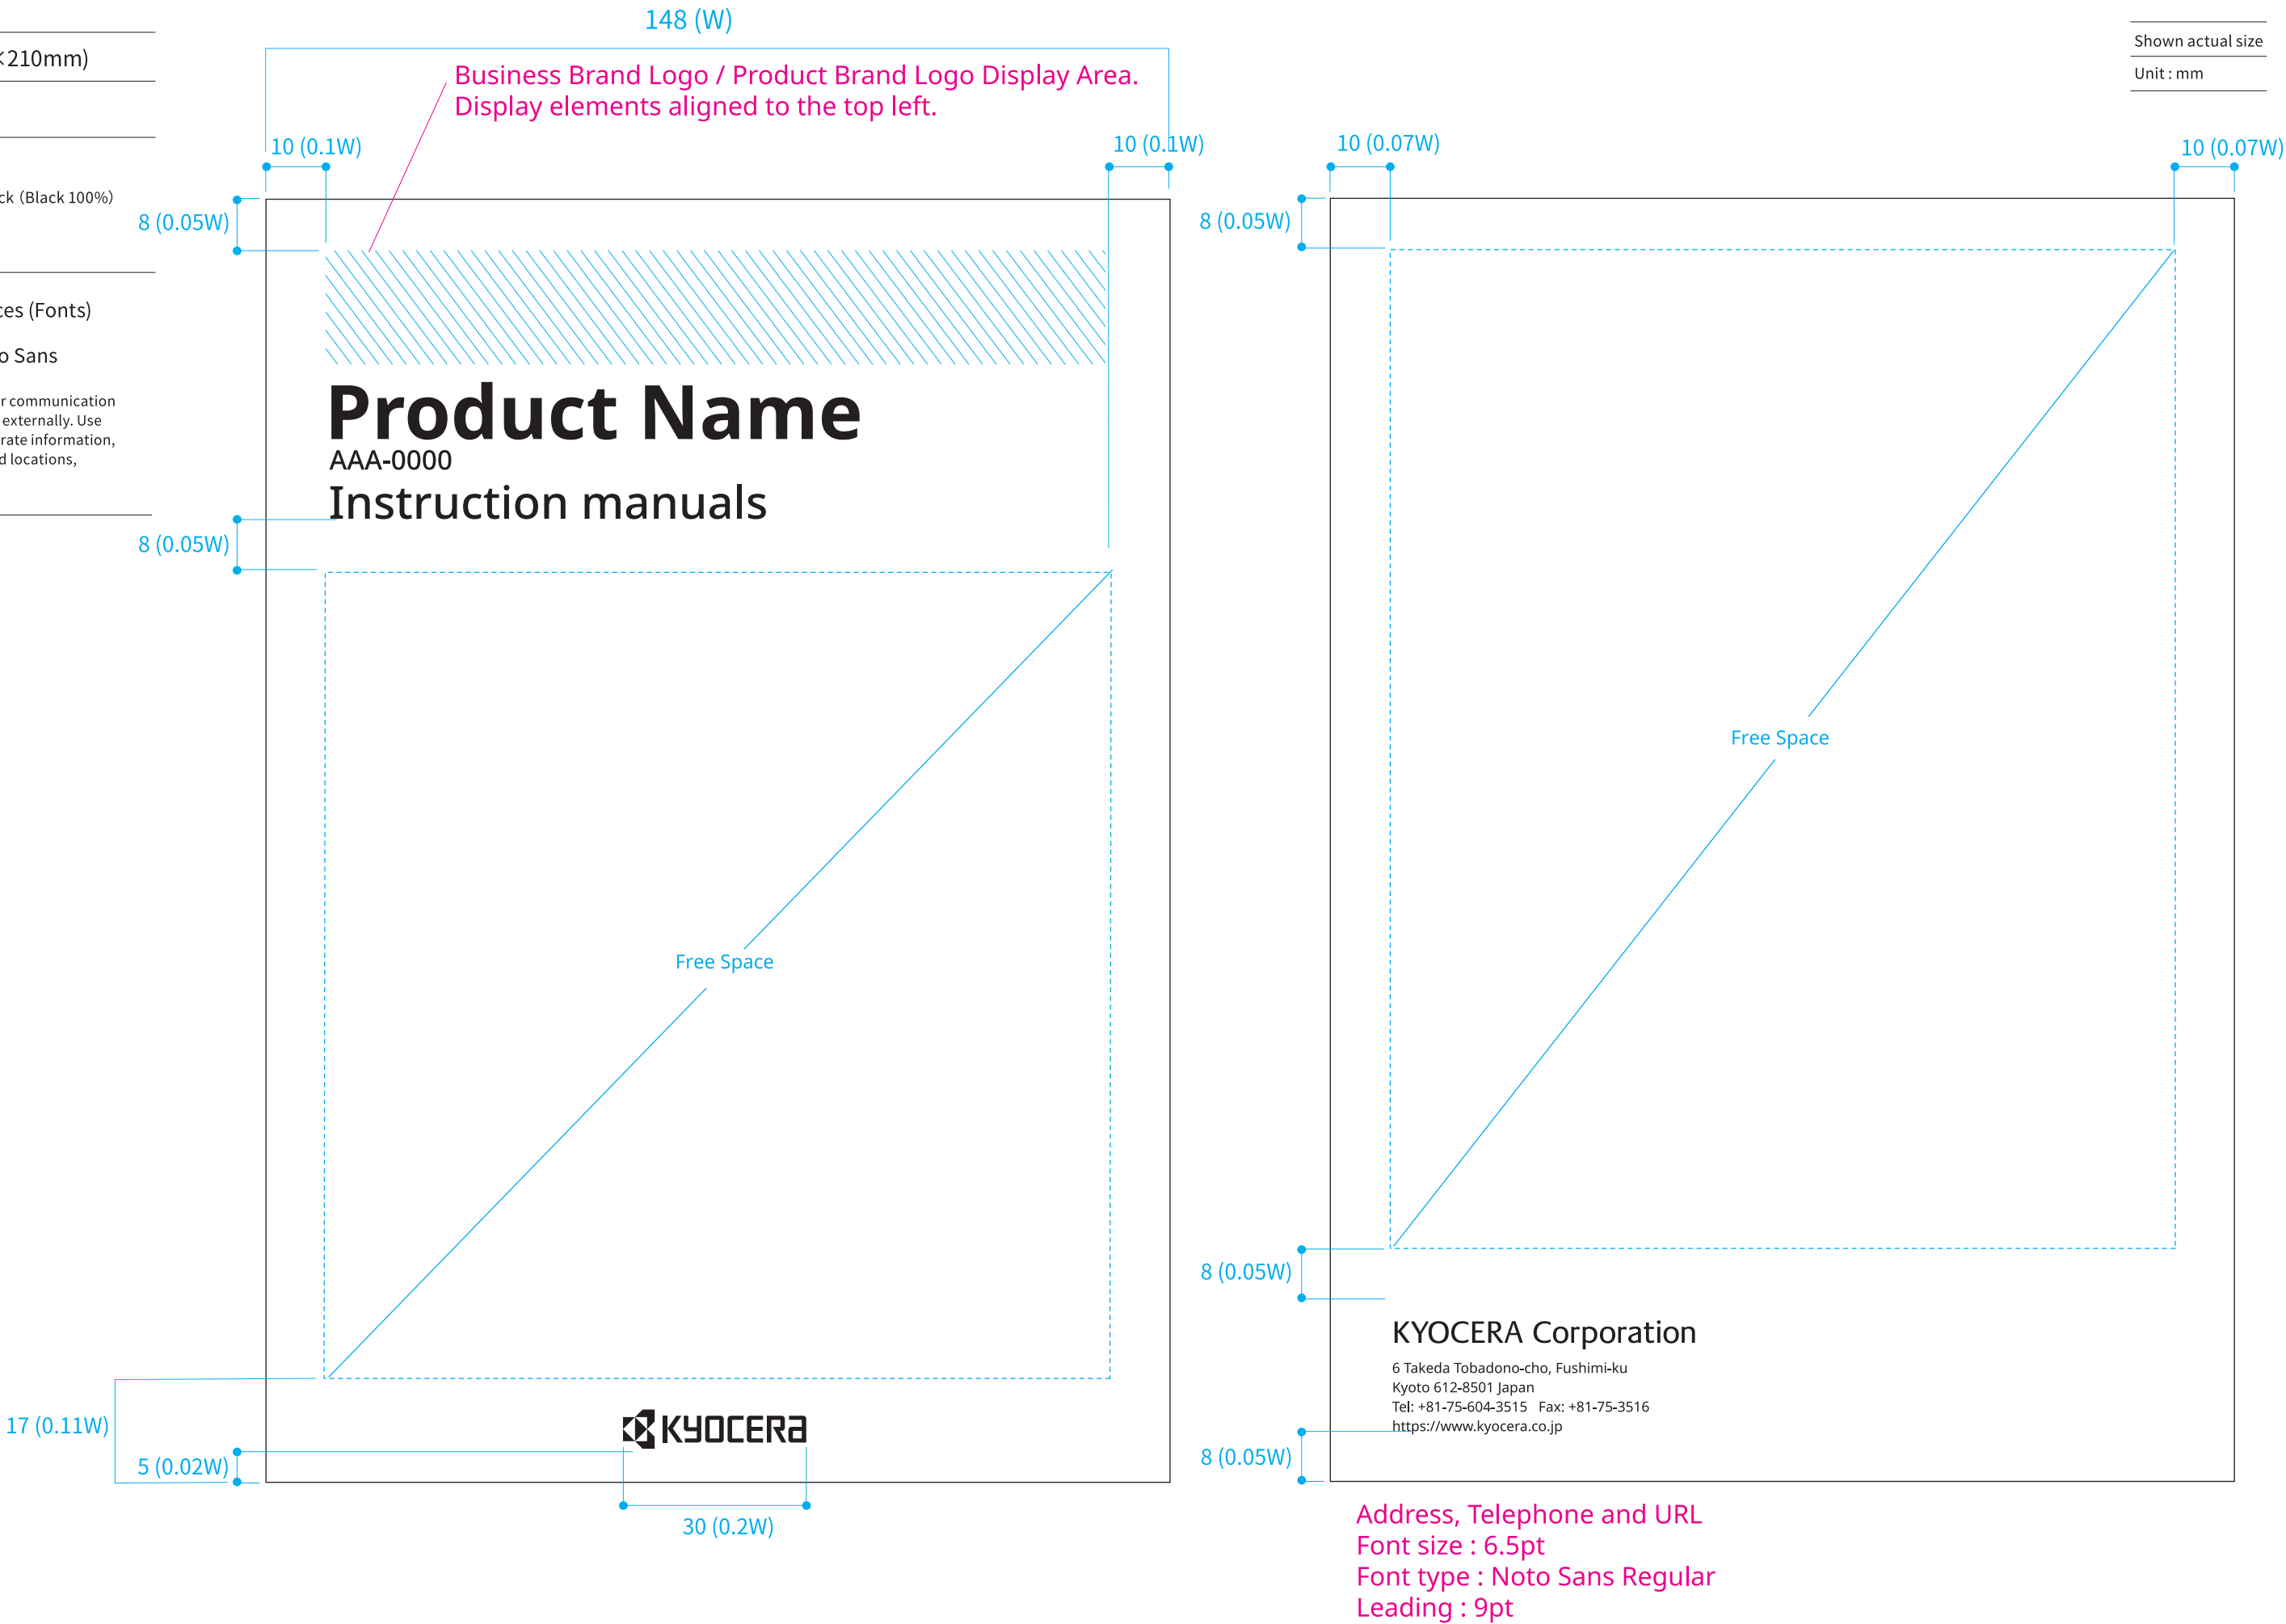 ×210mm)
ck (Black 100%)
ces (Fonts)
o Sans
r communication
externally. Use
rate information,
d locations,
148 (W)
Business Brand Logo / Product Brand Logo Display Area.
Display elements aligned to the top left.
10 (0.1W)
10 (0.1W)
8 (0.05W)
Product Name
AAA-0000
Instruction manuals
8 (0.05W)
Free Space
17 (0.11W)
5 (0.02W)
KYOCERA
30 (0.2W)
Shown actual size
Unit : mm
10 (0.07W)
10 (0.07W)
8 (0.05W)
Free Space
8 (0.05W)
KYOCERA Corporation
6 Takeda Tobadono-cho, Fushimi-ku
Kyoto 612-8501 Japan
Tel: +81-75-604-3515 Fax: +81-75-3516
https://www.kyocera.co.jp
8 (0.05W)
Address, Telephone and URL
Font size : 6.5pt
Font type : Noto Sans Regular
Leading : 9pt